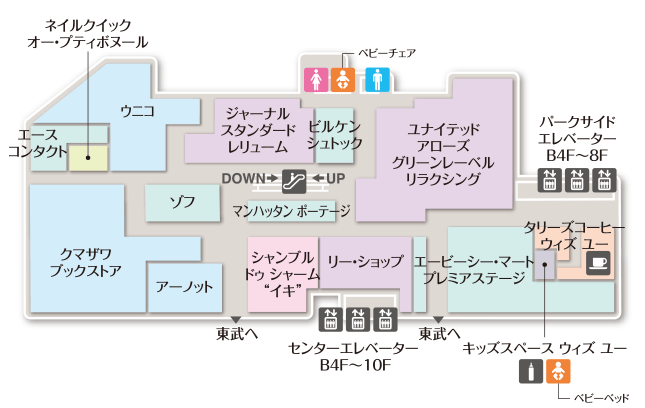 ネイルクイック
オー・プティボヌール
ベビーチェア
ウニコ
エース
コンタクト
ジャーナル
スタンダード
レリューム
ビルケン
シュトック
ユナイテッド
アローズ
グリーンレーベル
リラクシング
パークサイド
エレベーター
B4F～8F
DOWN
UP
ゾフ
マンハッタン ポーテージ
クマザワ
ブックストア
アーノット
シャンブル
ドゥ シャーム
“イキ”
リー・ショップ
エービーシー・マート
プレミアステージ
タリーズコーヒー
ウィズ ユー
東武へ
センターエレベーター
B4F～10F
東武へ
キッズスペース ウィズ ユー
ベビーベッド